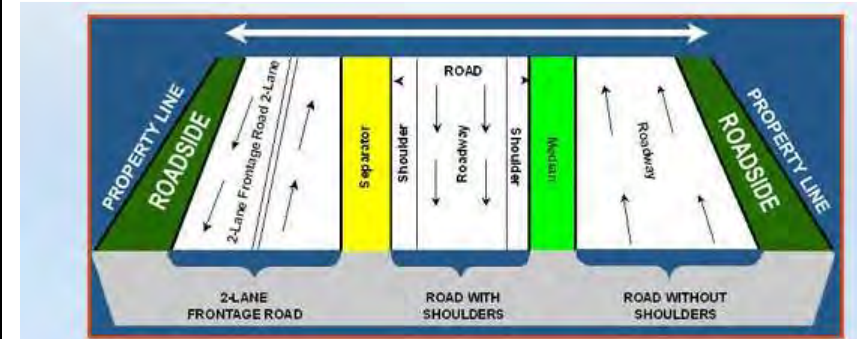 PROPERTY LINE
ROADSIDE
2-Lane Frontage Road 2-Lane
Separator
Shoulder
ROAD
Roadway
Shoulder
Median
Roadway
ROADSIDE
PROPERTY LINE
2-LANE
FRONTAGE ROAD
ROAD WITH
SHOULDERS
ROAD WITHOUT
SHOULDERS